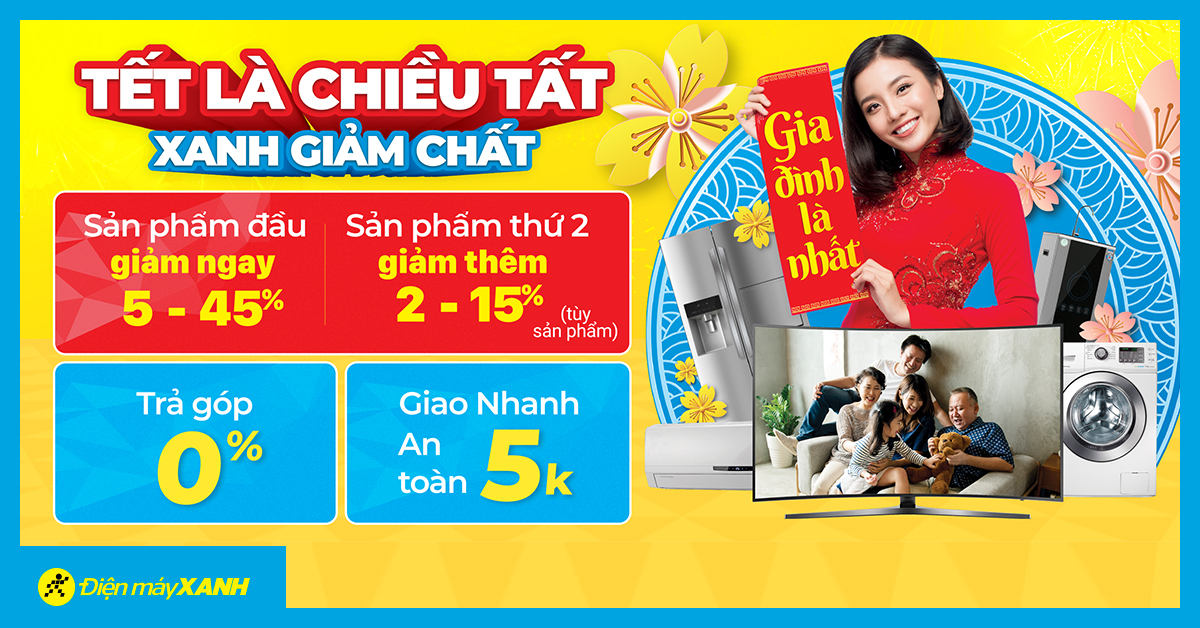 TẾT LÀ CHIỀU TẤT
XANH GIẢM CHẤT
Sản phẩm đầu
giảm ngay
5 - 45%
Sản phẩm thứ 2
giảm thêm
2 - 15%
(tùy
sản phẩm)
Trả góp
0%
Giao Nhanh
An
toàn 5k
Gia
đình
là
nhất
Điện máy XANH